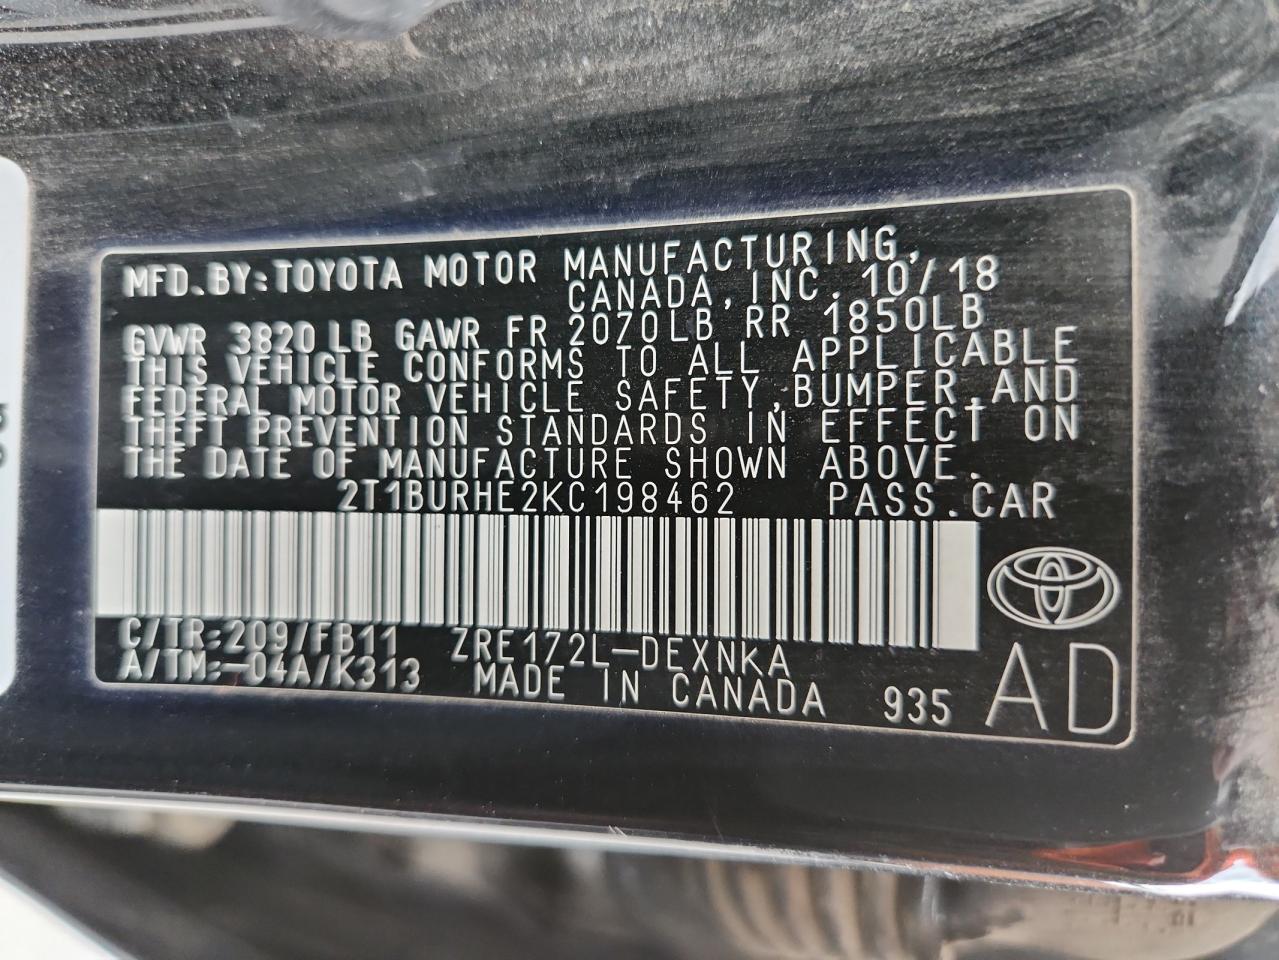 MFD.BY:TOYOTA MOTOR MANUFACTURING,
CANADA,INC. 10/18
GVWR 3820LB GAWR FR 2070LB RR 1850LB
THIS VEHICLE CONFORMS TO ALL APPLICABLE
FEDERAL MOTOR VEHICLE SAFETY,BUMPER,AND
THEFT PREVENTION STANDARDS IN EFFECT ON
THE DATE OF MANUFACTURE SHOWN ABOVE.
2T1BURHE2KC198462 PASS.CAR
C/TR:209/FB11 ZRE172L-DEXNKA
A/TM:-04A/K313 MADE IN CANADA 935 AD